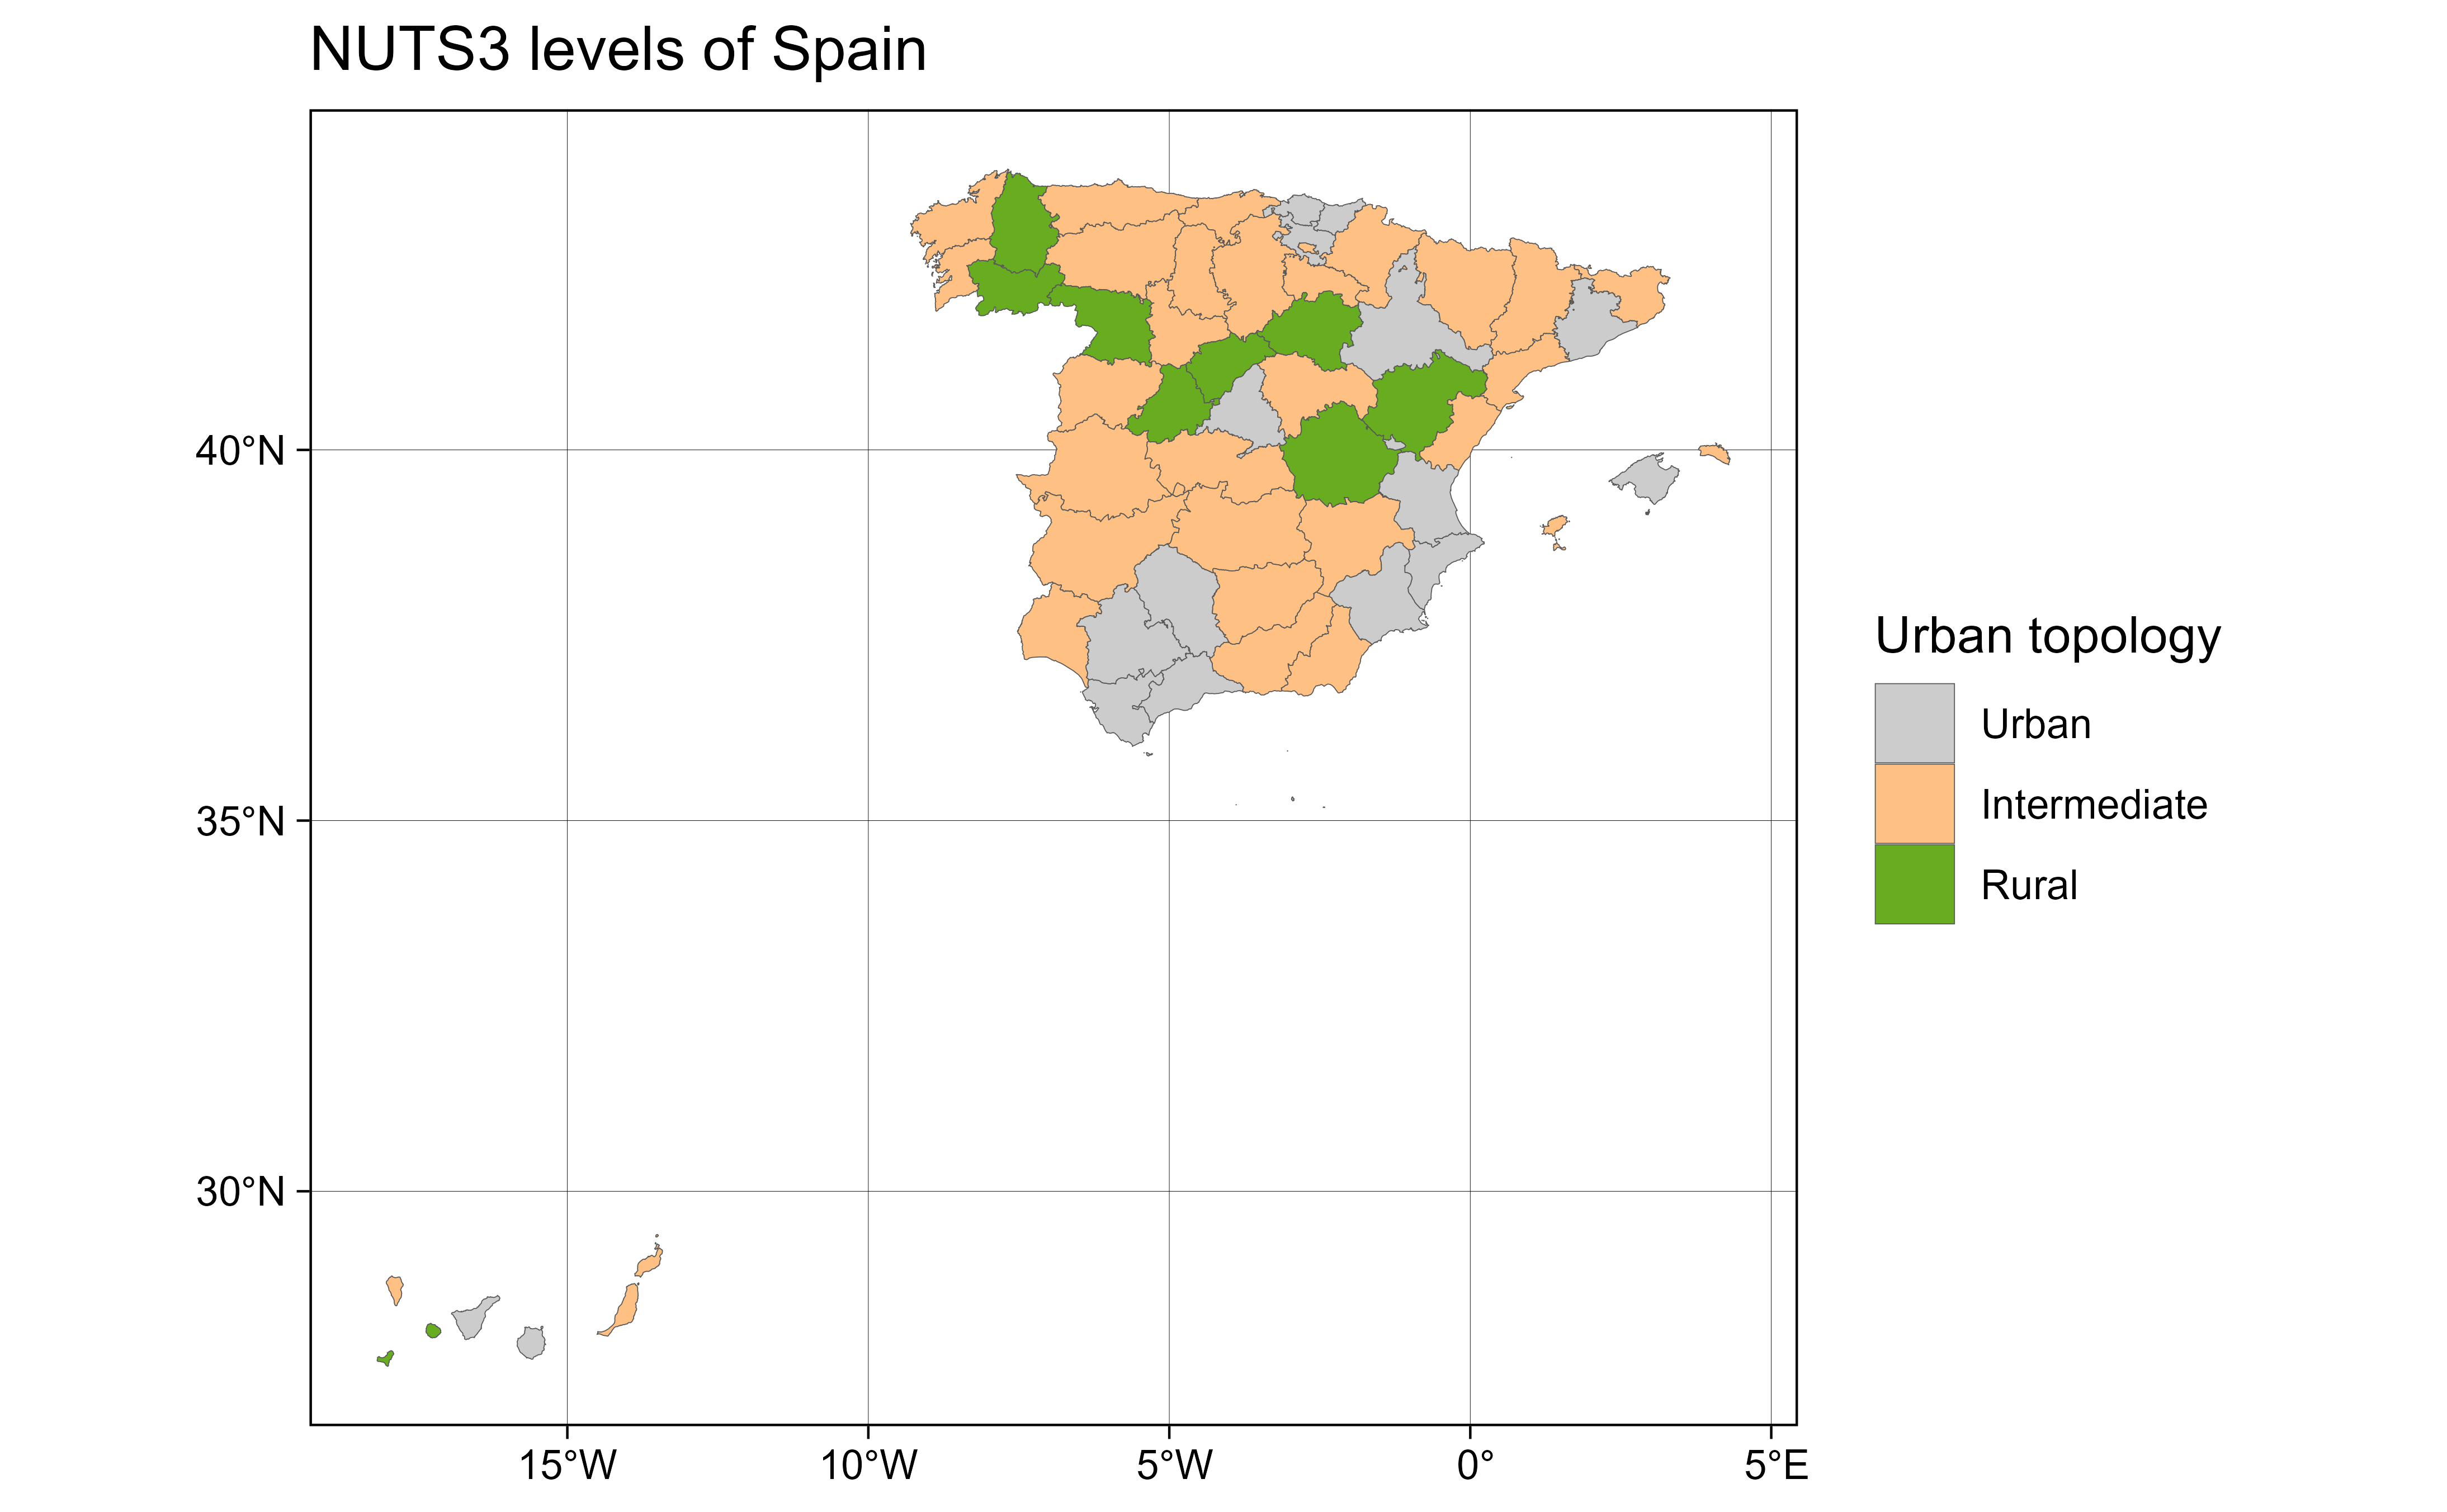 NUTS3 levels of Spain
40°N
35°N
30°N
15°W
10°W
5°W
0°
5°E
Urban topology
Urban
Intermediate
Rural